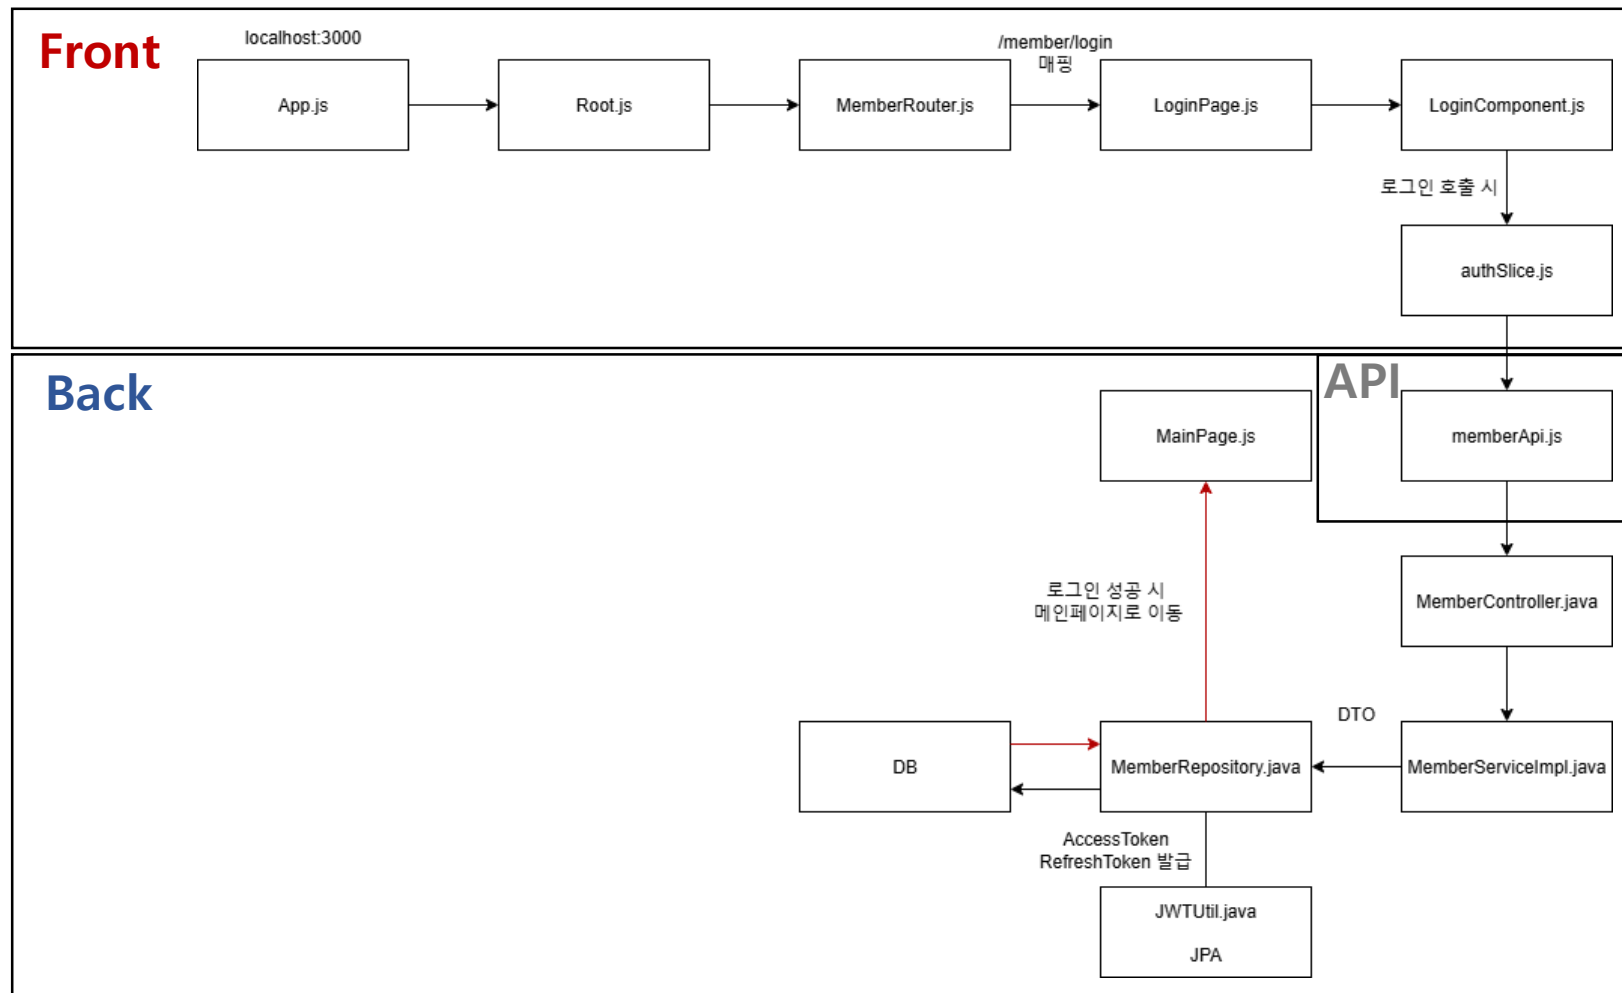 Front
localhost:3000
/member/login
매핑
App.js
Root.js
MemberRouter.js
LoginPage.js
LoginComponent.js
로그인 호출 시
authSlice.js
Back
API
MainPage.js
memberApi.js
로그인 성공 시
메인페이지로 이동
MemberController.java
DTO
DB
MemberRepository.java
MemberServiceImpl.java
AccessToken
RefreshToken 발급
JWTUtil.java
JPA